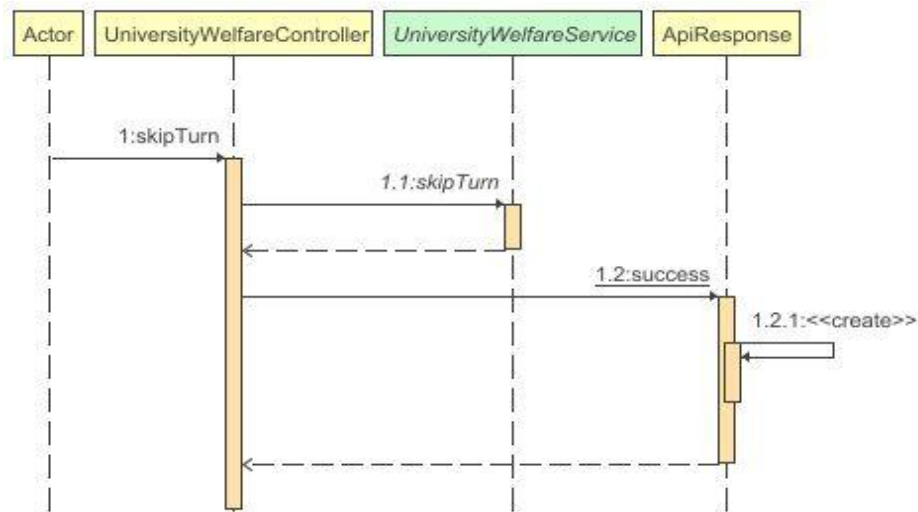 Actor
UniversityWelfareController
UniversityWelfareService
ApiResponse
1:skipTurn
1.1:skipTurn
1.2:success
1.2.1:<<create>>